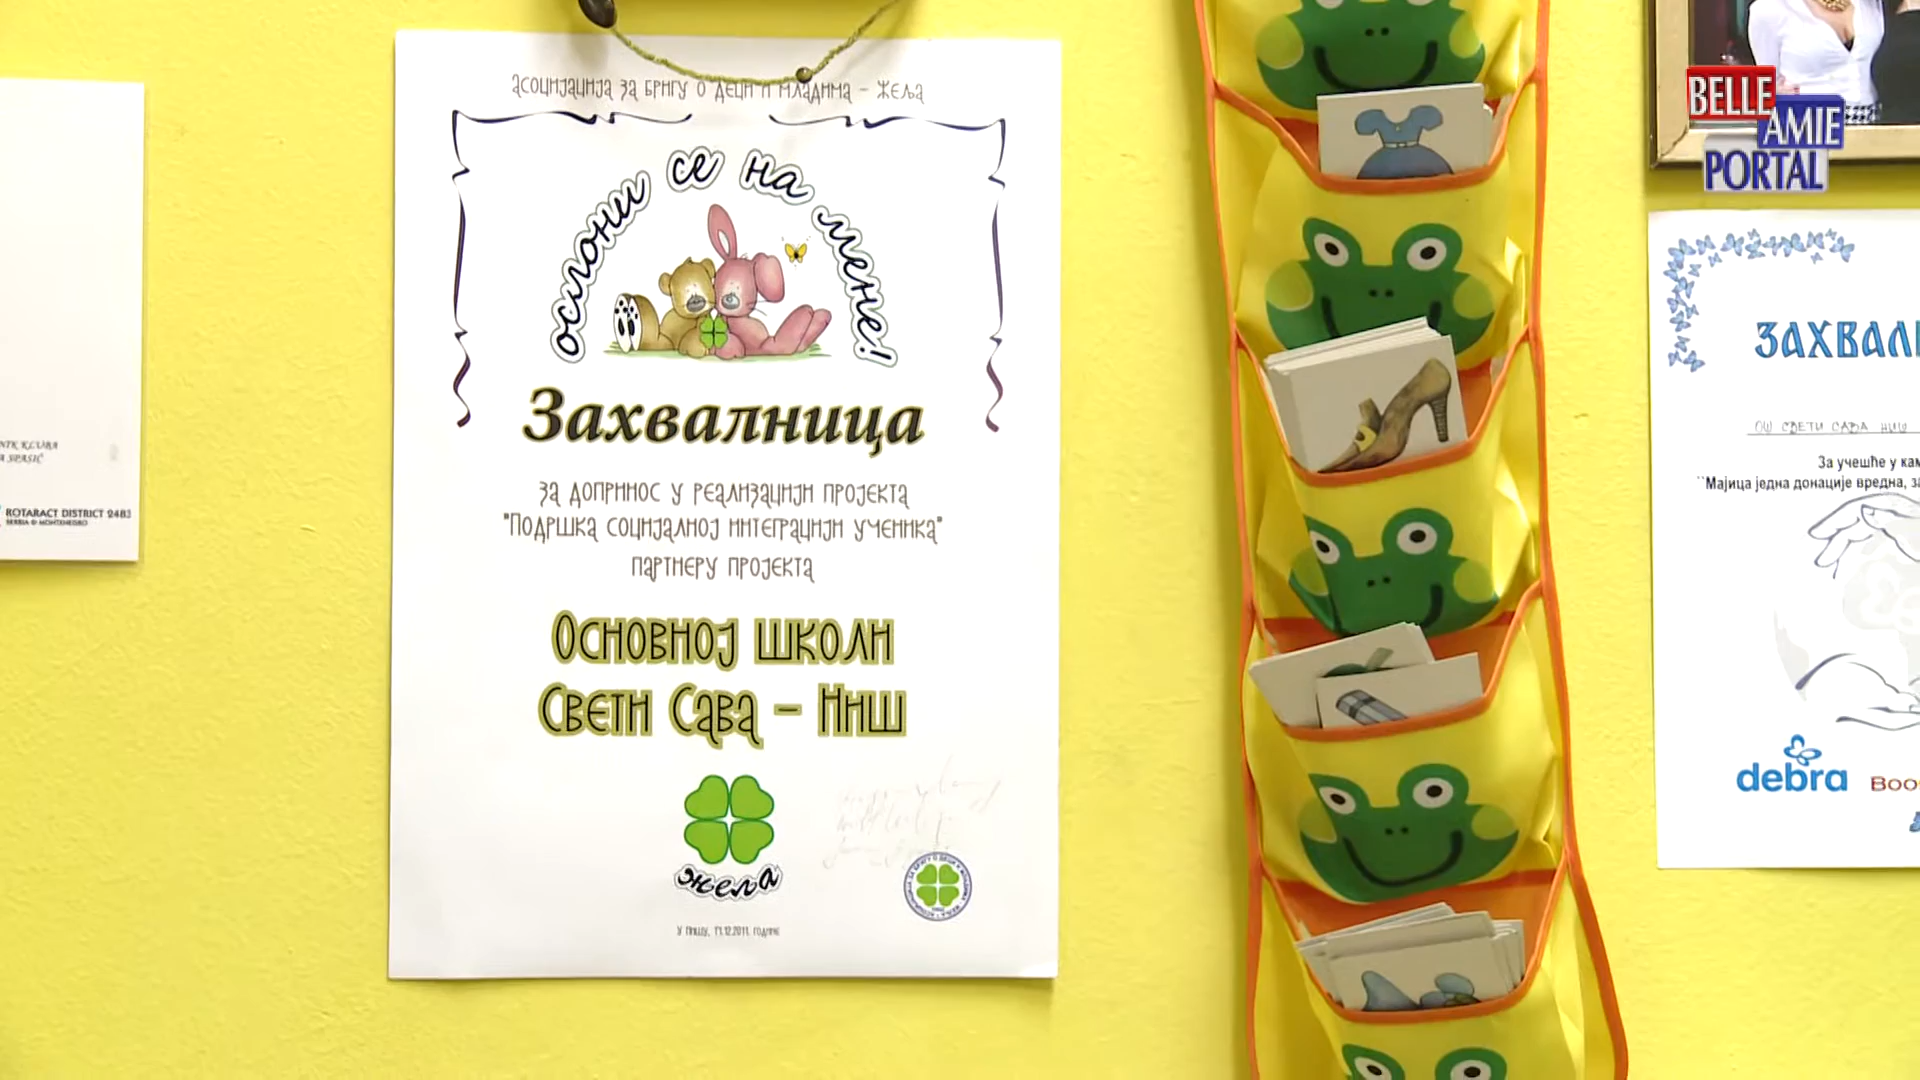 асоцијација за бригу о деци и младима – Жеља
ослони се на мене!
Захвалница
за допринос у реализацији пројекта
"Подршка социјалној интеграцији ученика"
партнеру пројекта
Основној школи
Свети Сава – Ниш
жеља
У Нишу, 11.12.2011. године
ROTARACT DISTRICT 2483
SERBIA & MONTENEGRO
BELLE
AMIE
PORTAL
ЗАХВАЛ
ОШ СВЕТИ САВА НИШ
За учешће у
``Мајица једна донације вредна,
debra